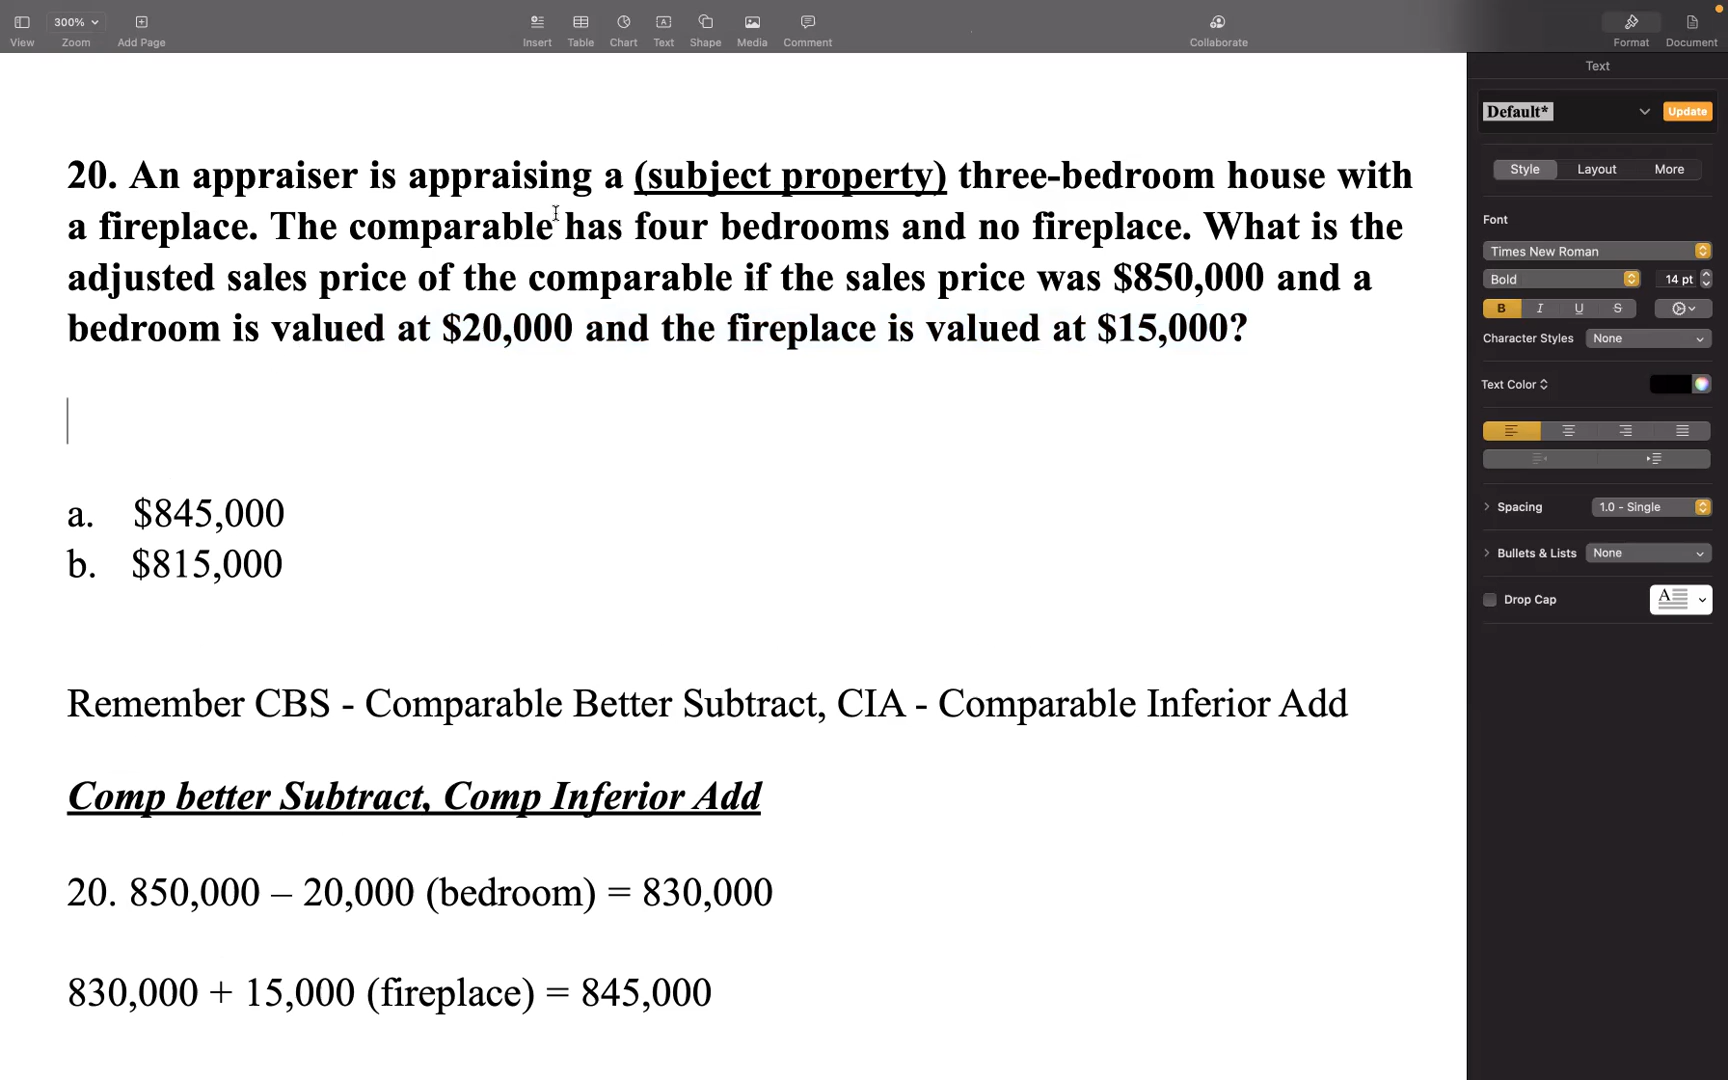 300%
View
Zoom
Add Page
Insert
Table
Chart
Text
Shape
Media
Comment
Collaborate
Format
Document
20. An appraiser is appraising a (subject property) three-bedroom house with
a fireplace. The comparable has four bedrooms and no fireplace. What is the
adjusted sales price of the comparable if the sales price was $850,000 and a
bedroom is valued at $20,000 and the fireplace is valued at $15,000?
a. $845,000
b. $815,000
Remember CBS - Comparable Better Subtract, CIA - Comparable Inferior Add
Comp better Subtract, Comp Inferior Add
20. 850,000 – 20,000 (bedroom) = 830,000
830,000 + 15,000 (fireplace) = 845,000
Text
Default*
Update
Style
Layout
More
Font
Times New Roman
Bold
14 pt
B I U S
Character Styles
None
Text Color
Spacing
1.0 - Single
Bullets & Lists
None
Drop Cap
A